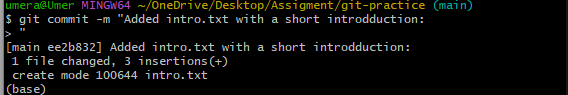 umera@Umer MINGW64 ~/OneDrive/Desktop/Assigment/git-practice (main)
$ git commit -m "Added intro.txt with a short introdduction:
> "
[main ee2b832] Added intro.txt with a short introdduction:
 1 file changed, 3 insertions(+)
 create mode 100644 intro.txt
(base)